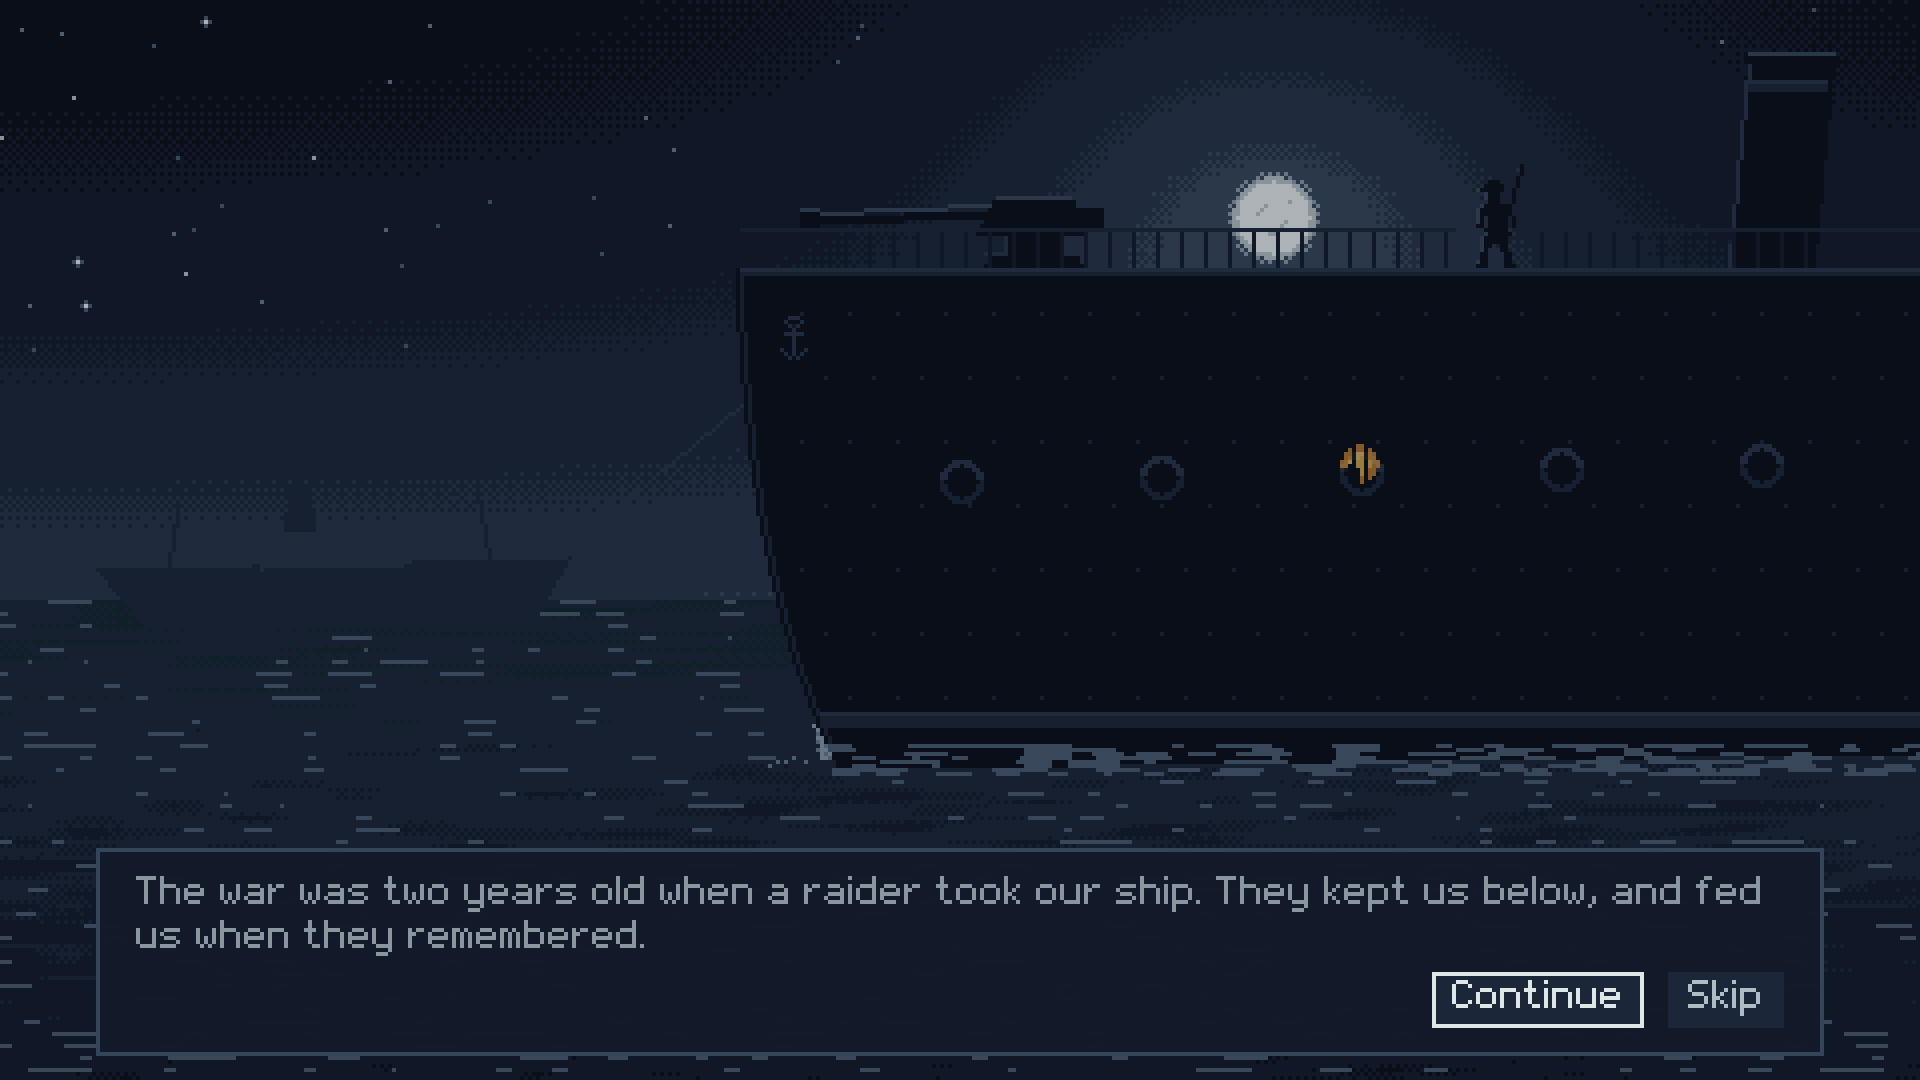 The war was two years old when a raider took our ship. They kept us below, and fed
us when they remembered.
Continue Skip